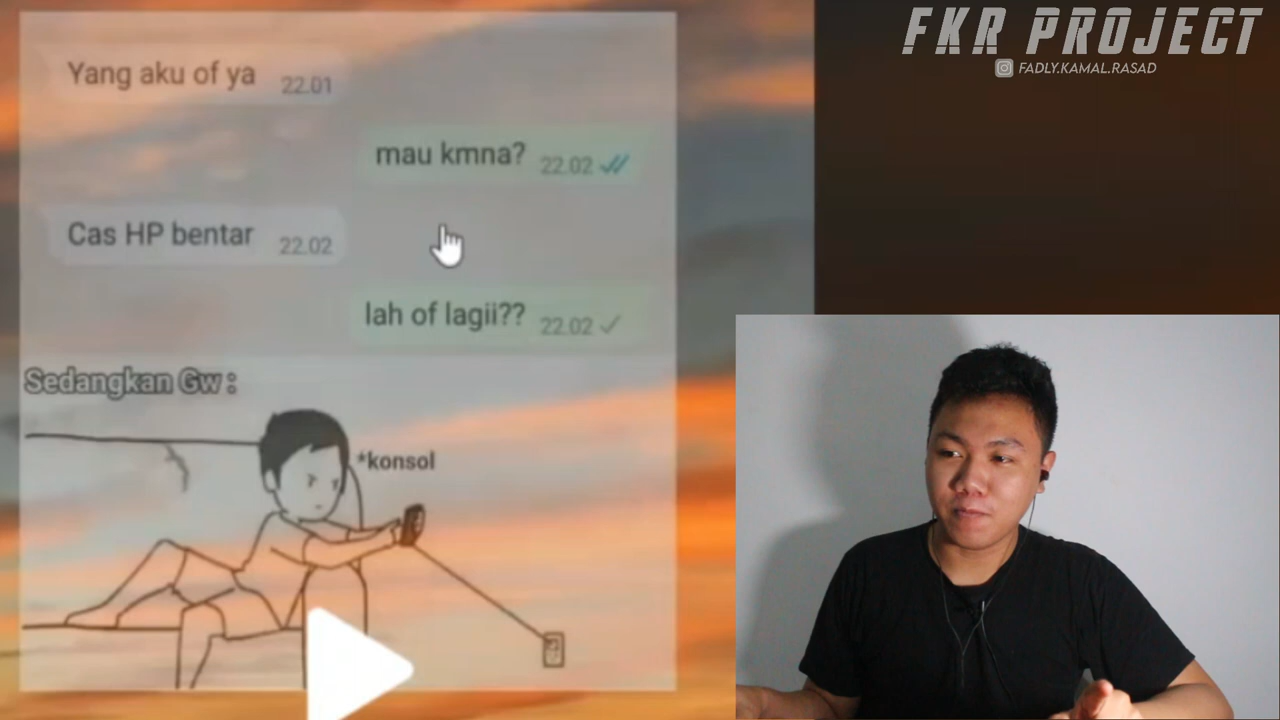 FKR PROJECT
FADLY.KAMAL.RASAD
Yang aku of ya 22.01
mau kmna? 22.02
Cas HP bentar 22.02
lah of lagii?? 22.02
Sedangkan Gw :
*konsol